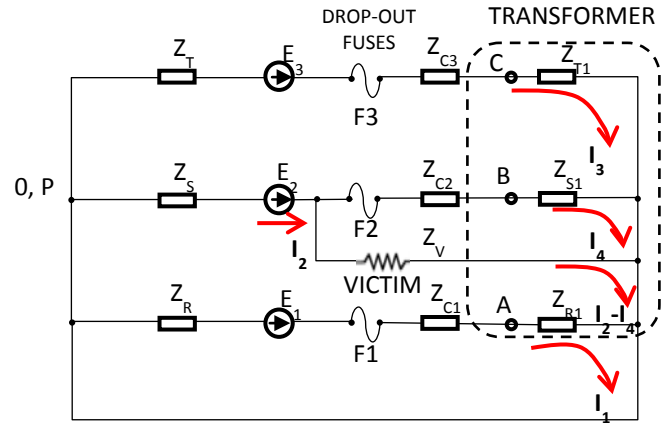 DROP-OUT
FUSES
TRANSFORMER
Z_T
E_3
F3
Z_C3
C
Z_T1
I_3
0, P
Z_S
E_2
I_2
F2
Z_C2
B
Z_S1
I_4
Z_V
VICTIM
Z_R
E_1
F1
Z_C1
A
Z_R1
I_2-I_4
I_1